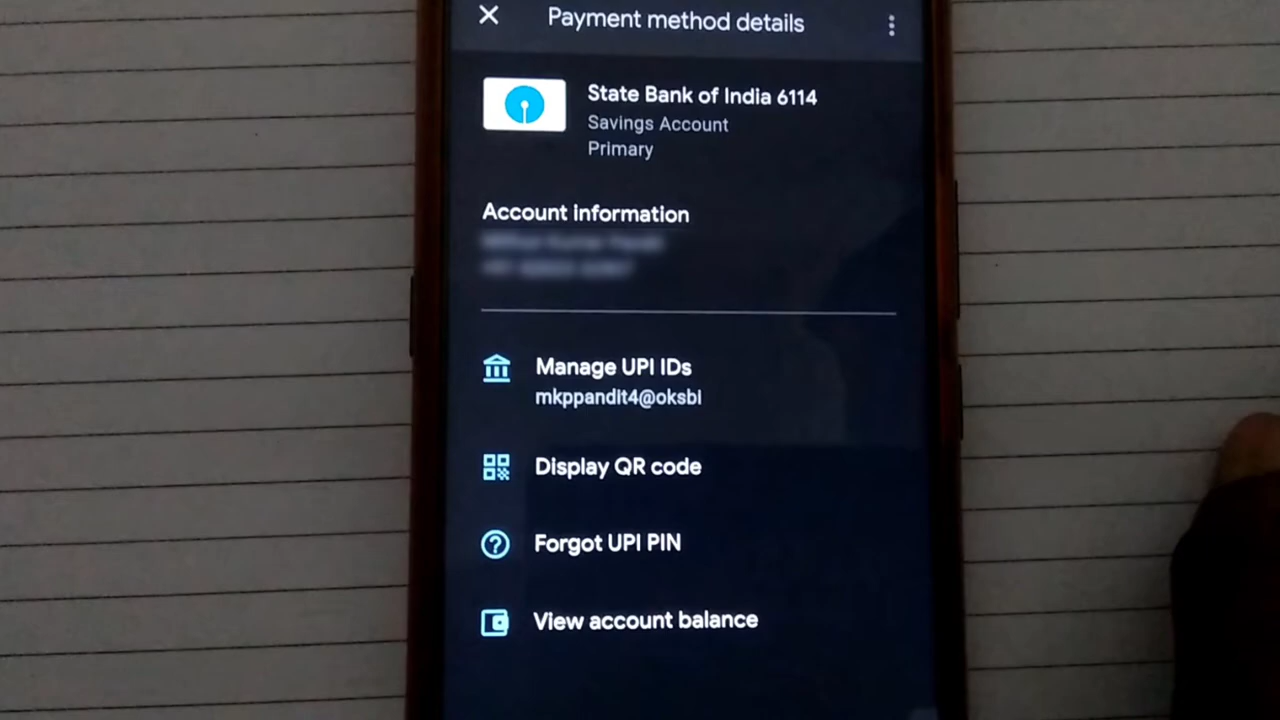 Payment method details
State Bank of India 6114
Savings Account
Primary
Account information
Manage UPI IDs
mkppandit4@oksbi
Display QR code
Forgot UPI PIN
View account balance